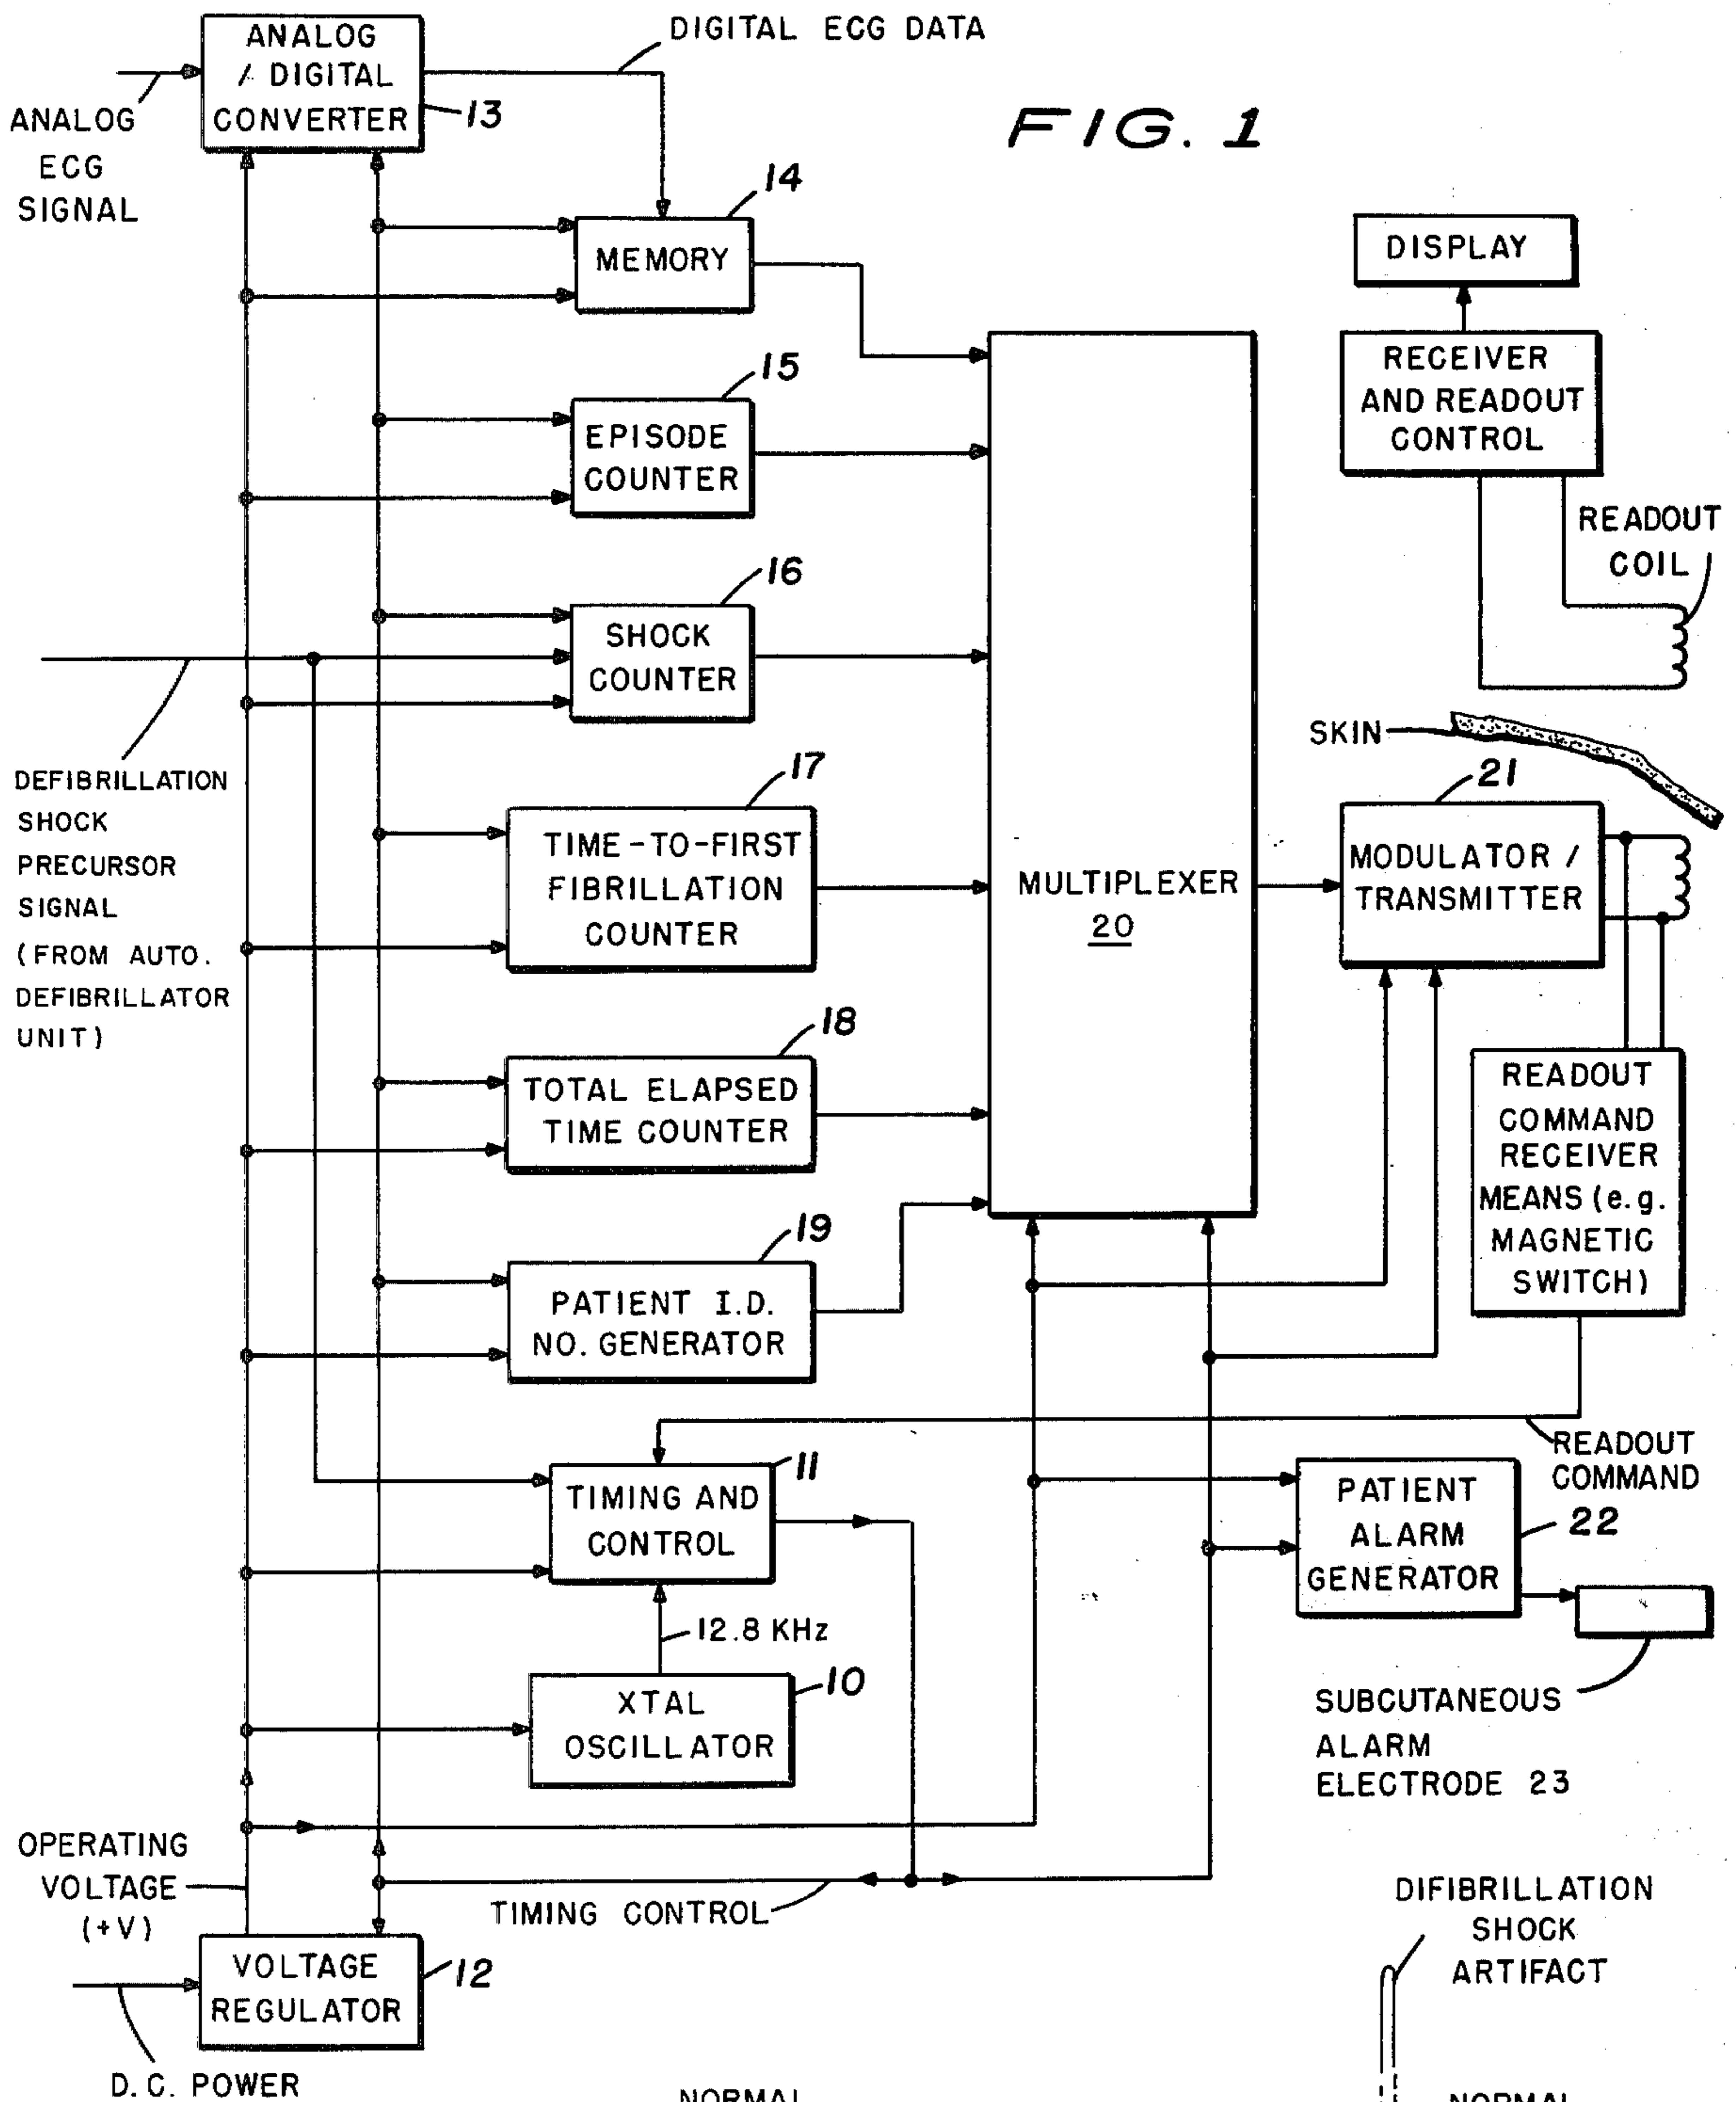 ANALOG
/ DIGITAL
CONVERTER
13
DIGITAL ECG DATA
ANALOG
ECG
SIGNAL
FIG. 1
14
MEMORY
DISPLAY
15
EPISODE
COUNTER
RECEIVER
AND READOUT
CONTROL
READOUT
COIL
16
SHOCK
COUNTER
SKIN
DEFIBRILLATION
SHOCK
PRECURSOR
SIGNAL
(FROM AUTO.
DEFIBRILLATOR
UNIT)
17
TIME-TO-FIRST
FIBRILLATION
COUNTER
MULTIPLEXER
20
21
MODULATOR /
TRANSMITTER
18
TOTAL ELAPSED
TIME COUNTER
READOUT
COMMAND
RECEIVER
MEANS (e.g.
MAGNETIC
SWITCH)
19
PATIENT I.D.
NO. GENERATOR
READOUT
COMMAND
11
TIMING AND
CONTROL
PATIENT
ALARM
GENERATOR
22
12.8 KHz
10
XTAL
OSCILLATOR
SUBCUTANEOUS
ALARM
ELECTRODE 23
OPERATING
VOLTAGE
(+V)
TIMING CONTROL
DIFIBRILLATION
SHOCK
ARTIFACT
VOLTAGE
REGULATOR
12
D.C. POWER
NORMAL
NORMAL